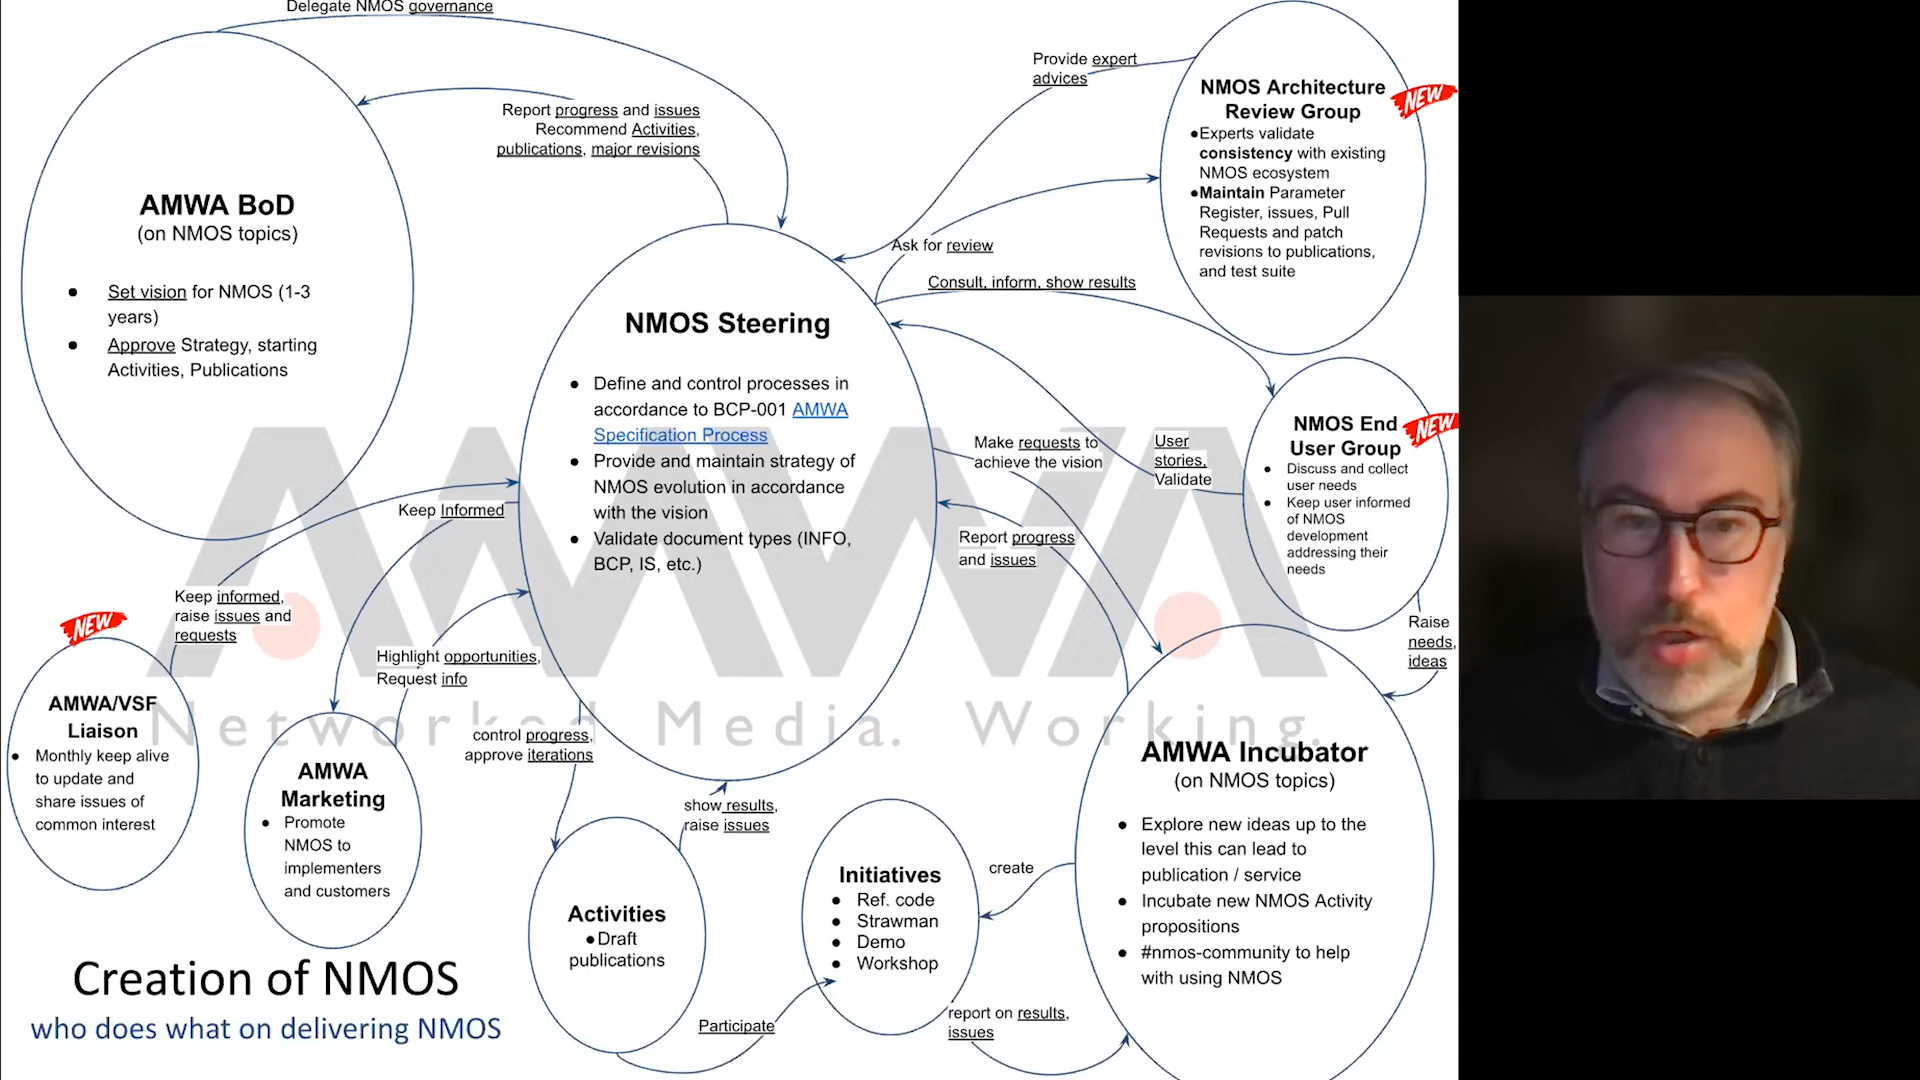 Delegate NMOS governance
Report progress and issues
Recommend Activities,
publications, major revisions
AMWA BoD
(on NMOS topics)
● Set vision for NMOS (1-3
years)
● Approve Strategy, starting
Activities, Publications
Provide expert
advices
Ask for review
NMOS Architecture
Review Group
NEW
●Experts validate
consistency with existing
NMOS ecosystem
●Maintain Parameter
Register, issues, Pull
Requests and patch
revisions to publications,
and test suite
Consult, inform, show results
NMOS Steering
● Define and control processes in
accordance to BCP-001 AMWA
Specification Process
● Provide and maintain strategy of
NMOS evolution in accordance
with the vision
● Validate document types (INFO,
BCP, IS, etc.)
Make requests to
achieve the vision
User
stories,
Validate
NMOS End
User Group
NEW
● Discuss and collect
user needs
● Keep user informed
of NMOS
development
addressing their
needs
Report progress
and issues
Raise
needs,
ideas
Keep Informed
Keep informed,
raise issues and
requests
NEW
AMWA/VSF
Liaison
● Monthly keep alive
to update and
share issues of
common interest
Highlight opportunities,
Request info
AMWA
Marketing
● Promote
NMOS to
implementers
and customers
control progress,
approve iterations
show results,
raise issues
Activities
●Draft
publications
Participate
Initiatives
● Ref. code
● Strawman
● Demo
● Workshop
create
report on results,
issues
AMWA Incubator
(on NMOS topics)
● Explore new ideas up to the
level this can lead to
publication / service
● Incubate new NMOS Activity
propositions
● #nmos-community to help
with using NMOS
AMWA
Networked Media. Working.
Creation of NMOS
who does what on delivering NMOS